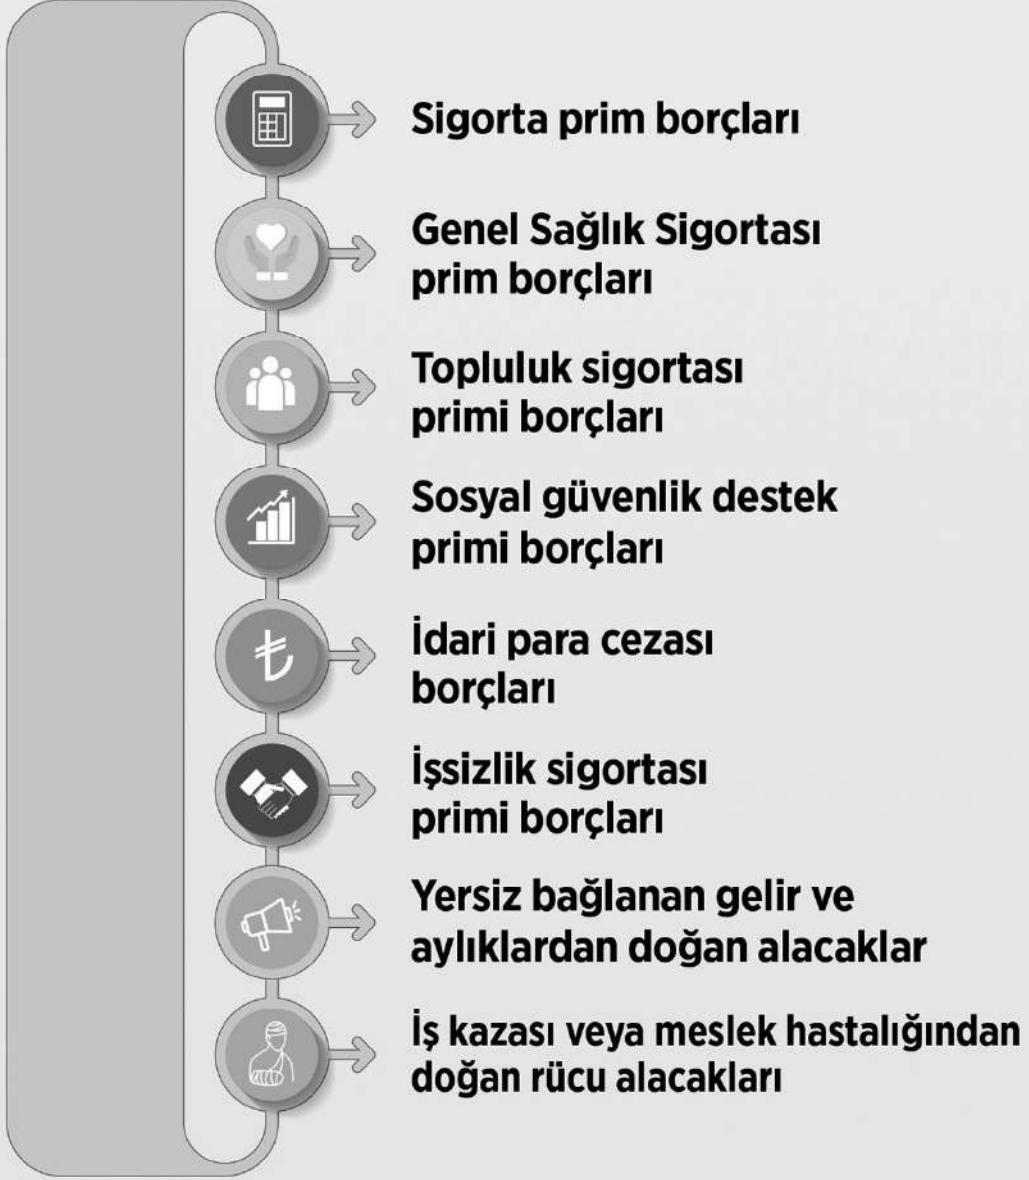 Sigorta prim borçları
Genel Sağlık Sigortası
prim borçları
Topluluk sigortası
primi borçları
Sosyal güvenlik destek
primi borçları
İdari para cezası
borçları
İşsizlik sigortası
primi borçları
Yersiz bağlanan gelir ve
aylıklardan doğan alacaklar
İş kazası veya meslek hastalığından
doğan rücu alacakları